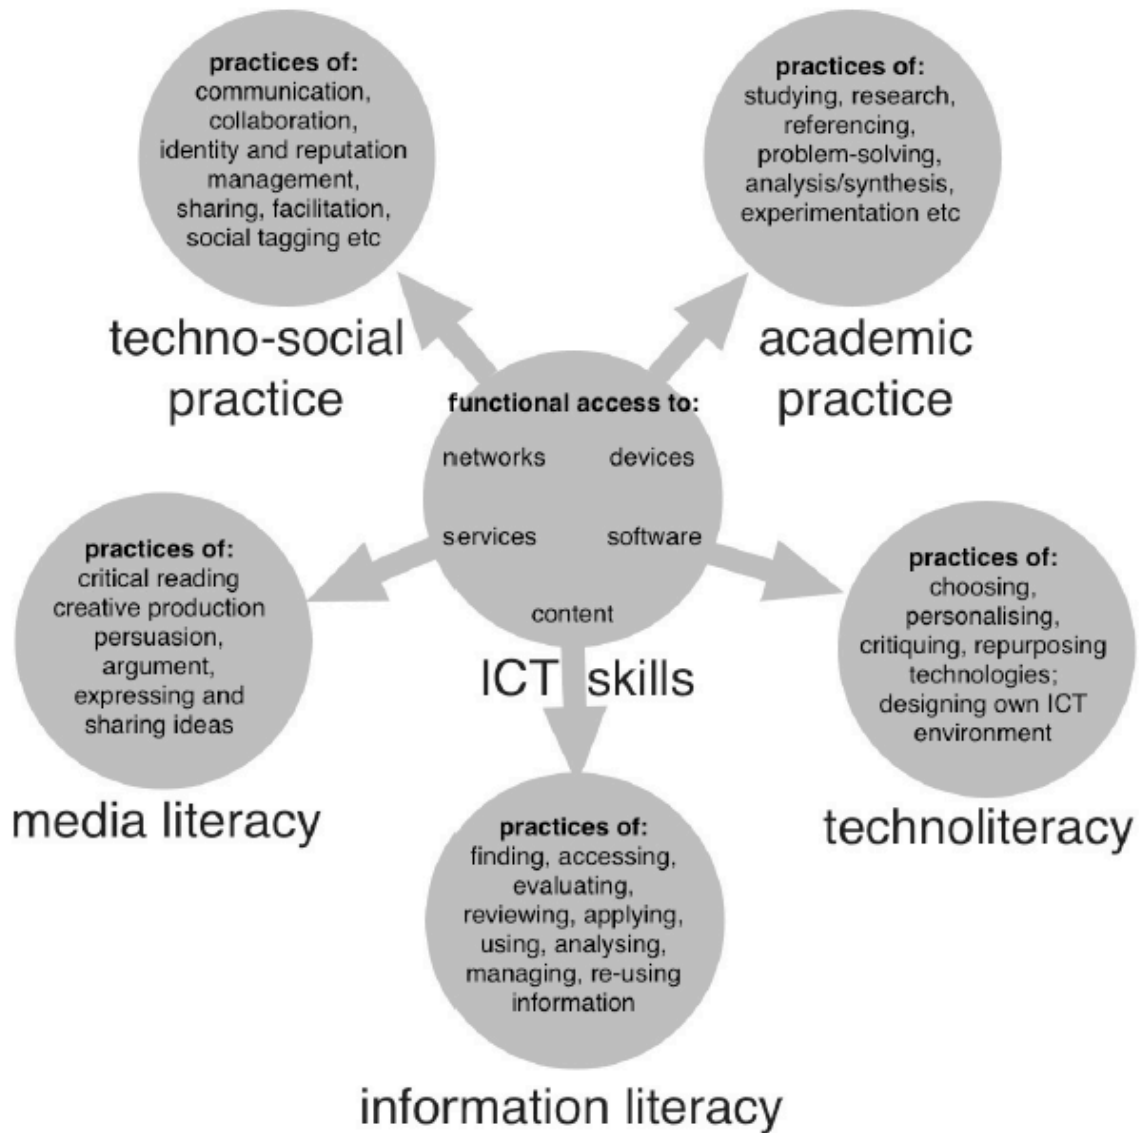 practices of:
communication,
collaboration,
identity and reputation
management,
sharing, facilitation,
social tagging etc
techno-social
practice
practices of:
studying, research,
referencing,
problem-solving,
analysis/synthesis,
experimentation etc
academic
practice
functional access to:
networks devices
services software
content
ICT skills
practices of:
critical reading
creative production
persuasion,
argument,
expressing and
sharing ideas
media literacy
practices of:
choosing,
personalising,
critiquing, repurposing
technologies;
designing own ICT
environment
technoliteracy
practices of:
finding, accessing,
evaluating,
reviewing, applying,
using, analysing,
managing, re-using
information
information literacy